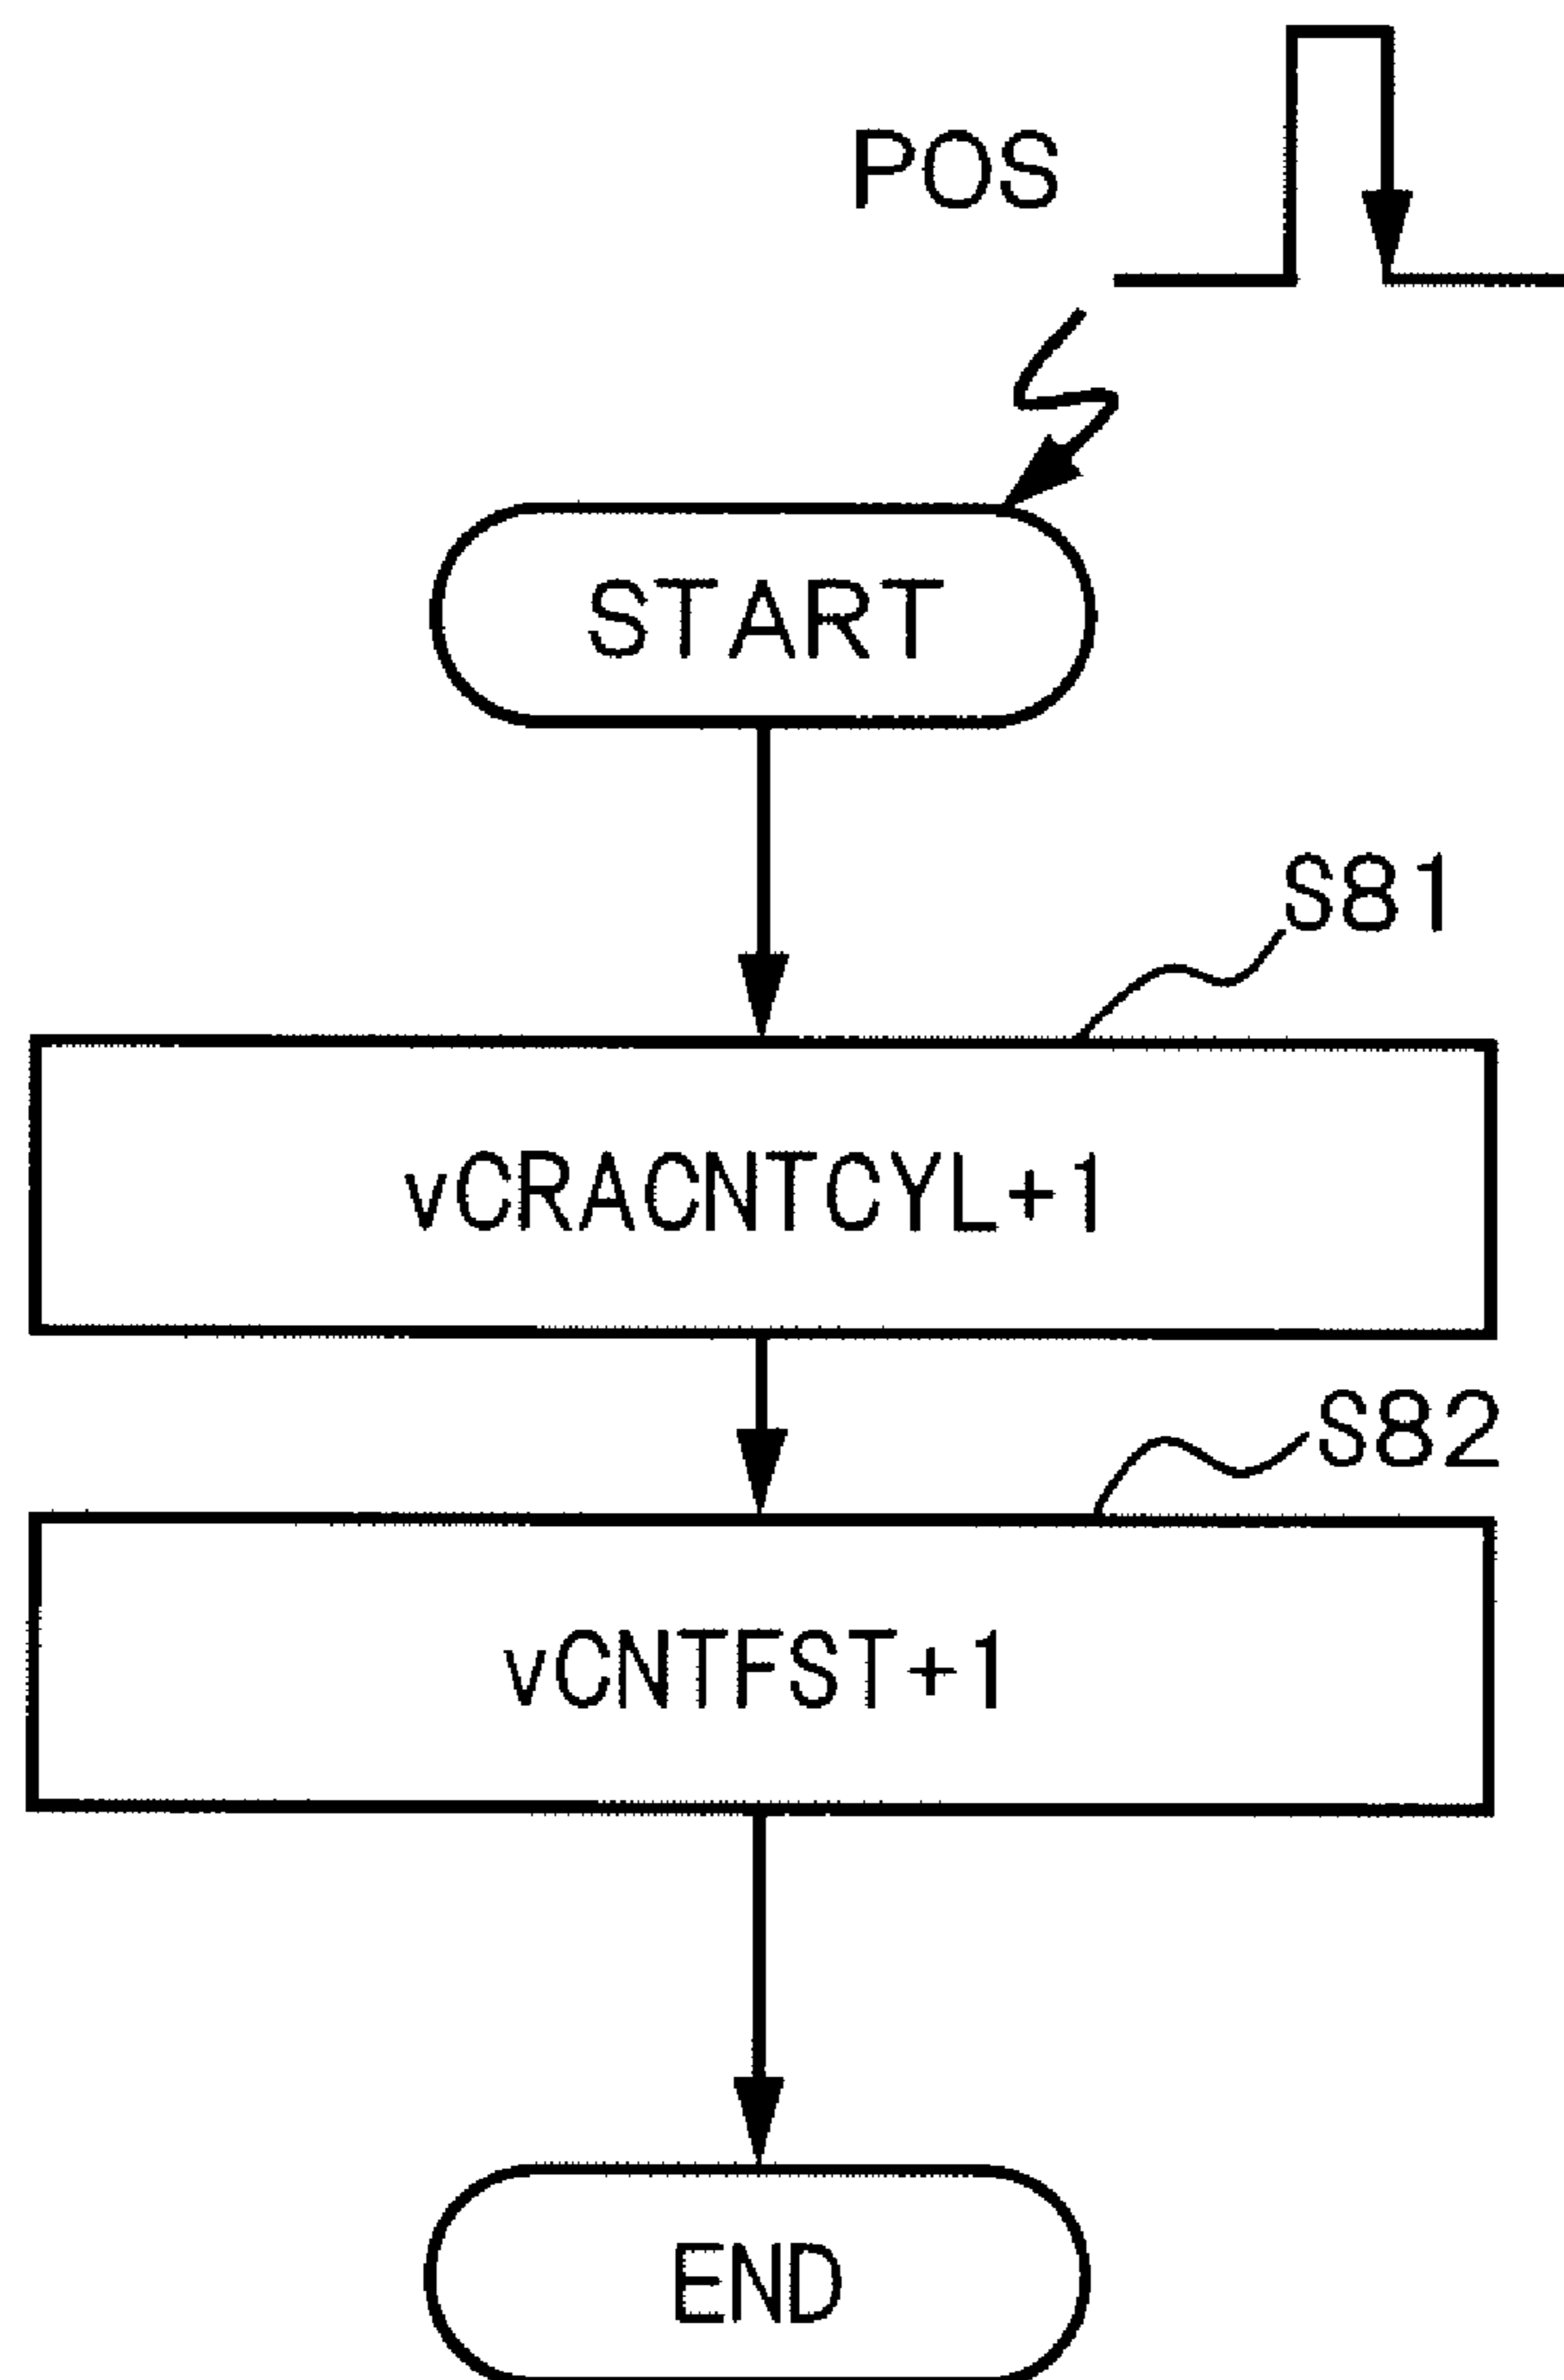 POS
START
S81
vCRACNTCYL+1
S82
vCNTFST+1
END